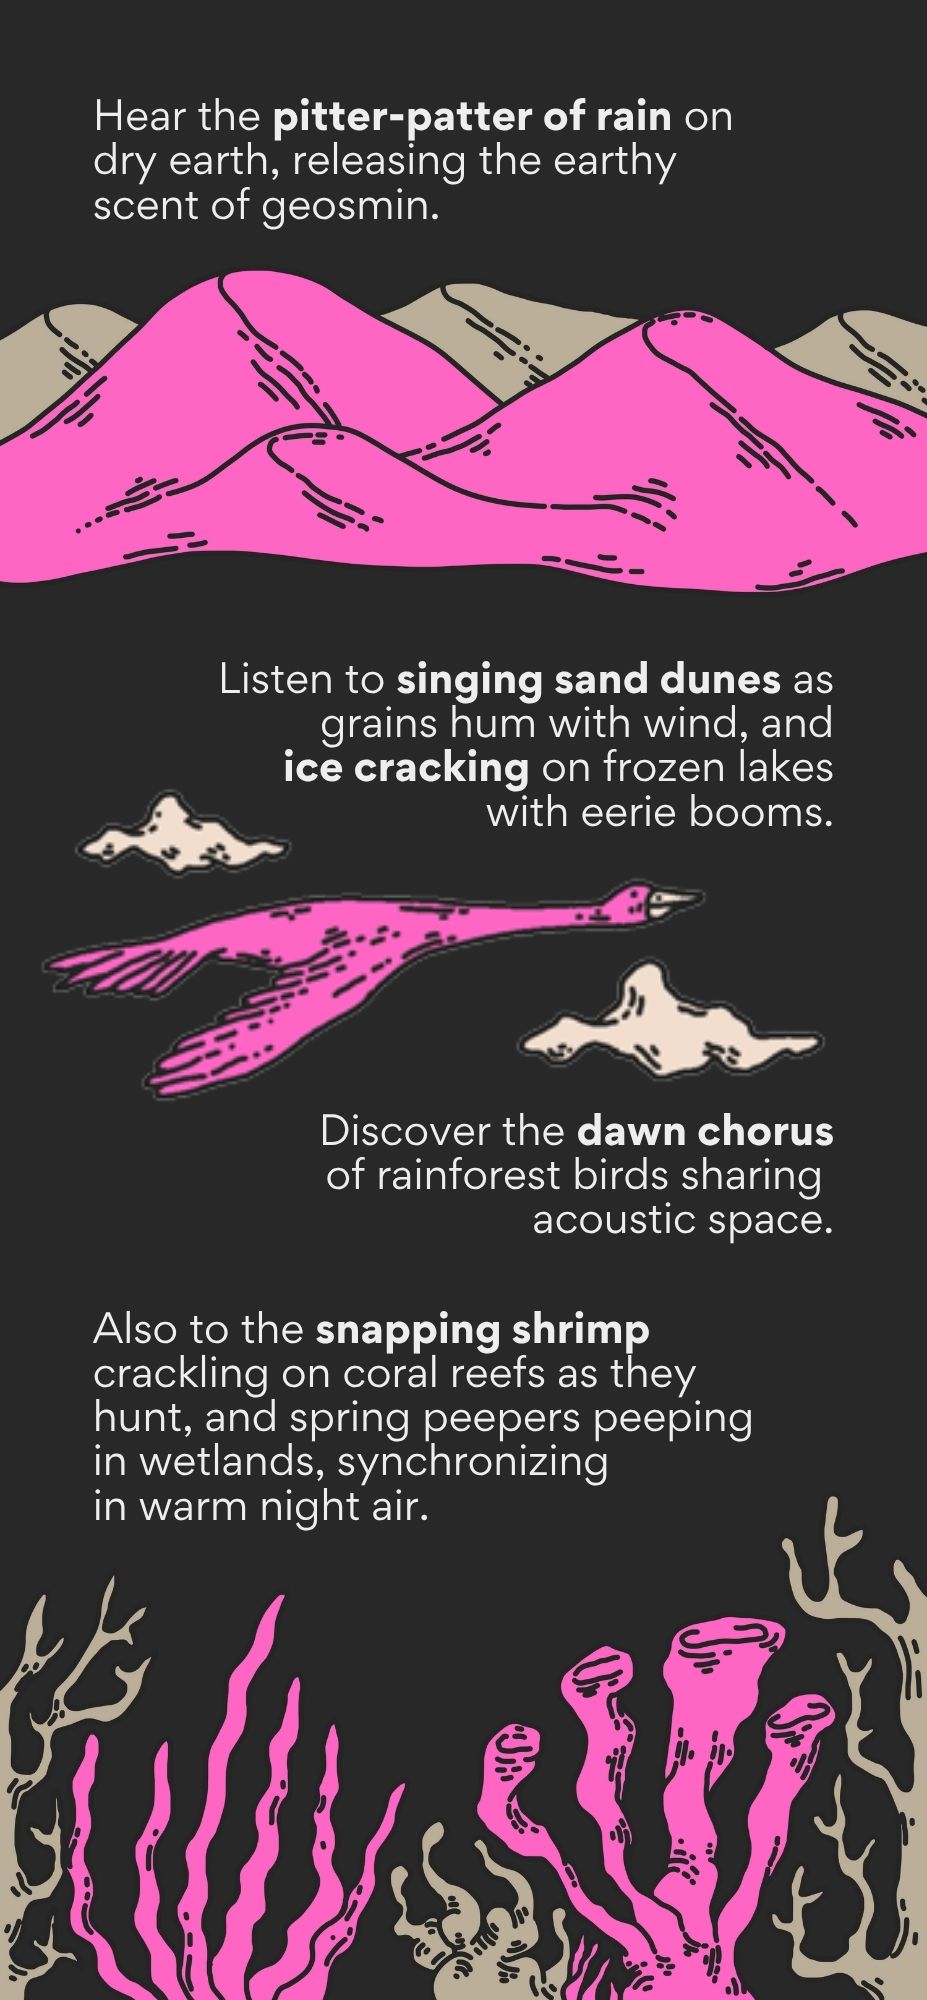 Hear the pitter-patter of rain on
dry earth, releasing the earthy
scent of geosmin.
Listen to singing sand dunes as
grains hum with wind, and
ice cracking on frozen lakes
with eerie booms.
Discover the dawn chorus
of rainforest birds sharing
acoustic space.
Also to the snapping shrimp
crackling on coral reefs as they
hunt, and spring peepers peeping
in wetlands, synchronizing
in warm night air.